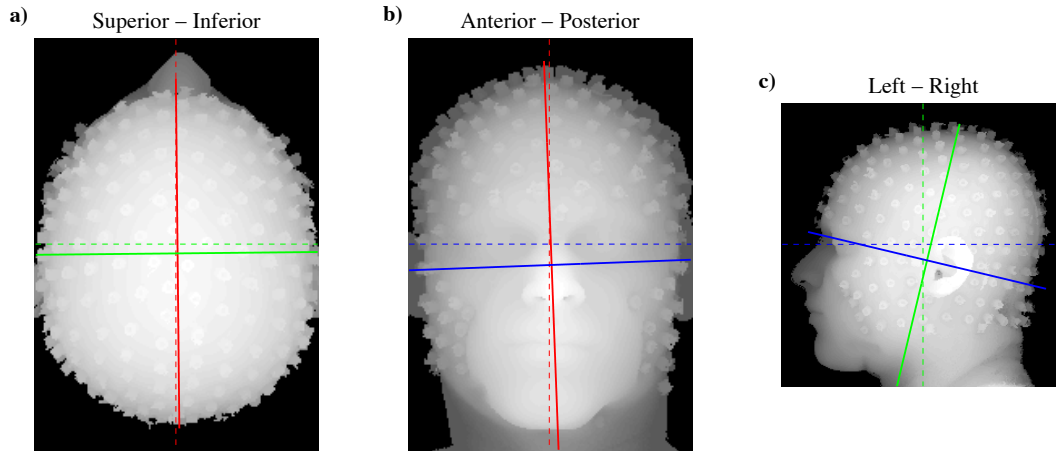 a)
Superior – Inferior
b)
Anterior – Posterior
c)
Left – Right